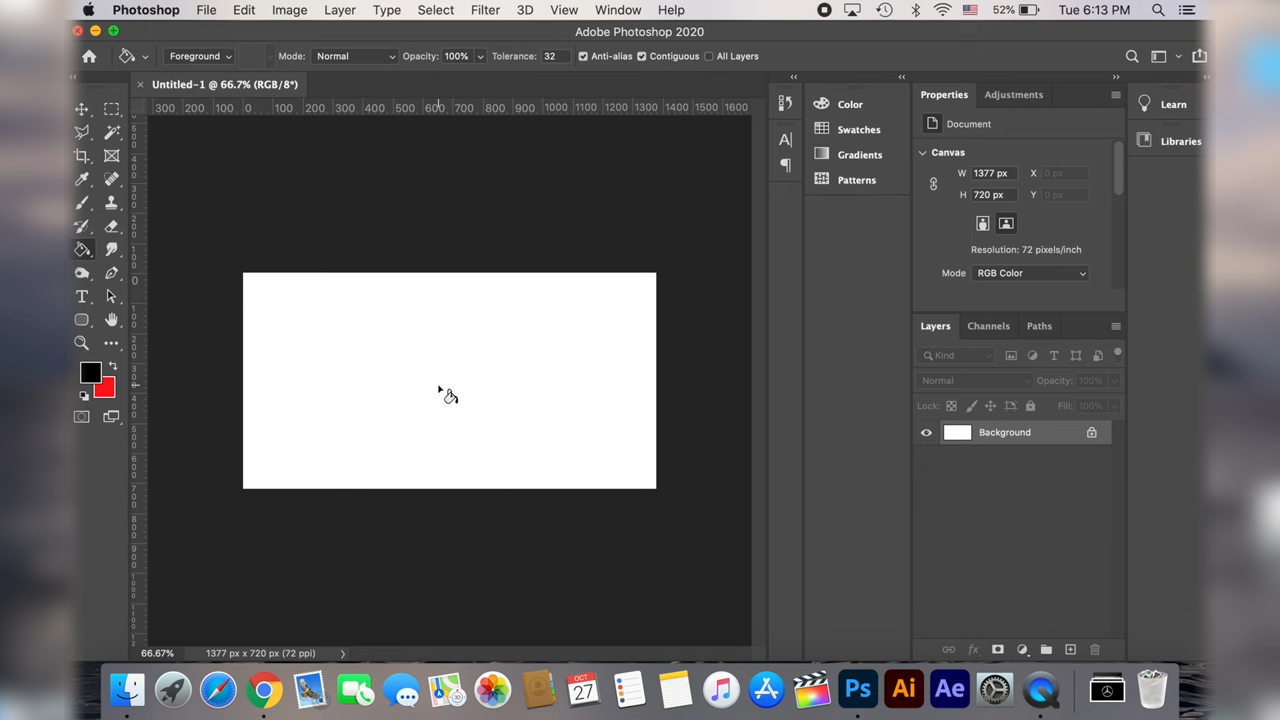 Photoshop File Edit Image Layer Type Select Filter 3D View Window Help 52% Tue 6:13 PM
Adobe Photoshop 2020
Foreground Mode: Normal Opacity: 100% Tolerance: 32 Anti-alias Contiguous All Layers
Untitled-1 @ 66.7% (RGB/8*)
300 200 100 0 100 200 300 400 500 600 700 800 900 1000 1100 1200 1300 1400 1500 1600
Color
Swatches
Gradients
Patterns
Properties Adjustments
Document
Canvas
W 1377 px X 0 px
H 720 px Y 0 px
Resolution: 72 pixels/inch
Mode RGB Color
Learn
Libraries
Layers Channels Paths
Kind
Normal Opacity: 100%
Lock: Fill: 100%
Background
fx
66.67% 1377 px x 720 px (72 ppi)
OCT
27
Ps Ai Ae